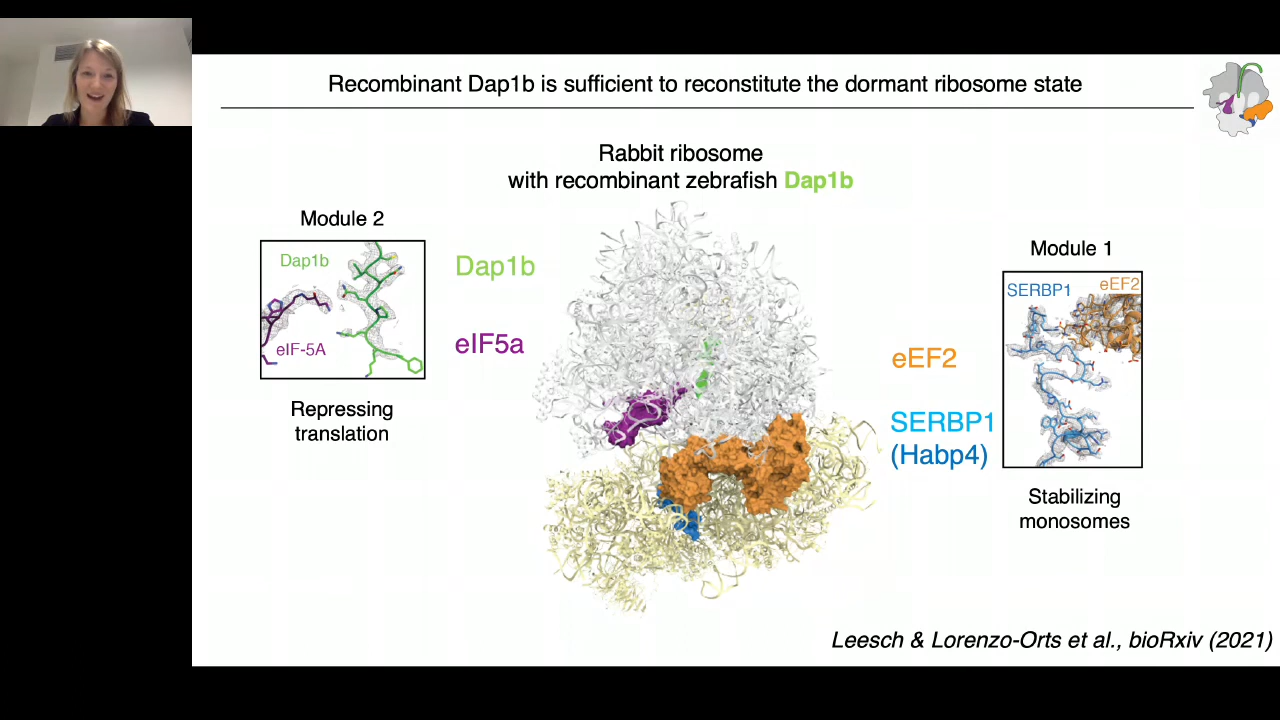 Recombinant Dap1b is sufficient to reconstitute the dormant ribosome state
Rabbit ribosome
with recombinant zebrafish Dap1b
Module 2
Dap1b
eIF-5A
Repressing
translation
Dap1b
eIF5a
eEF2
SERBP1
(Habp4)
Module 1
SERBP1
eEF2
Stabilizing
monosomes
Leesch & Lorenzo-Orts et al., bioRxiv (2021)